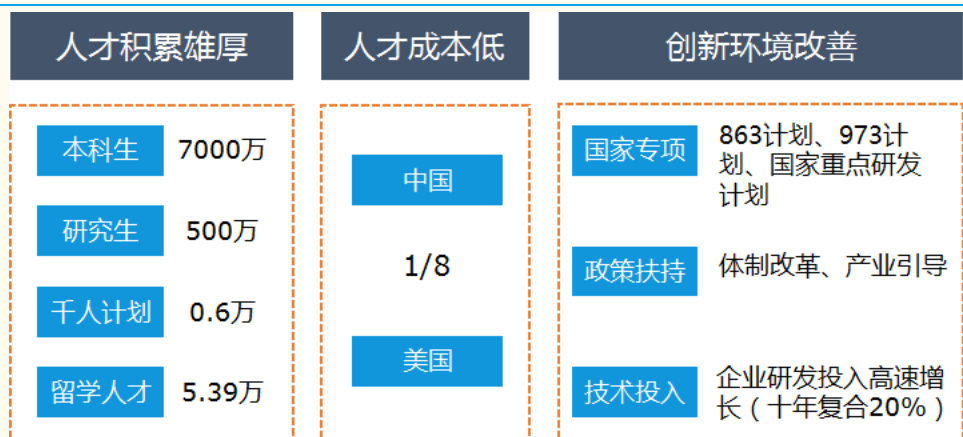 人才积累雄厚
人才成本低
创新环境改善
本科生 7000万
研究生 500万
千人计划 0.6万
留学人才 5.39万
中国
1/8
美国
国家专项
863计划、973计
划、国家重点研发
计划
政策扶持 体制改革、产业引导
技术投入
企业研发投入高速增
长（十年复合20%）